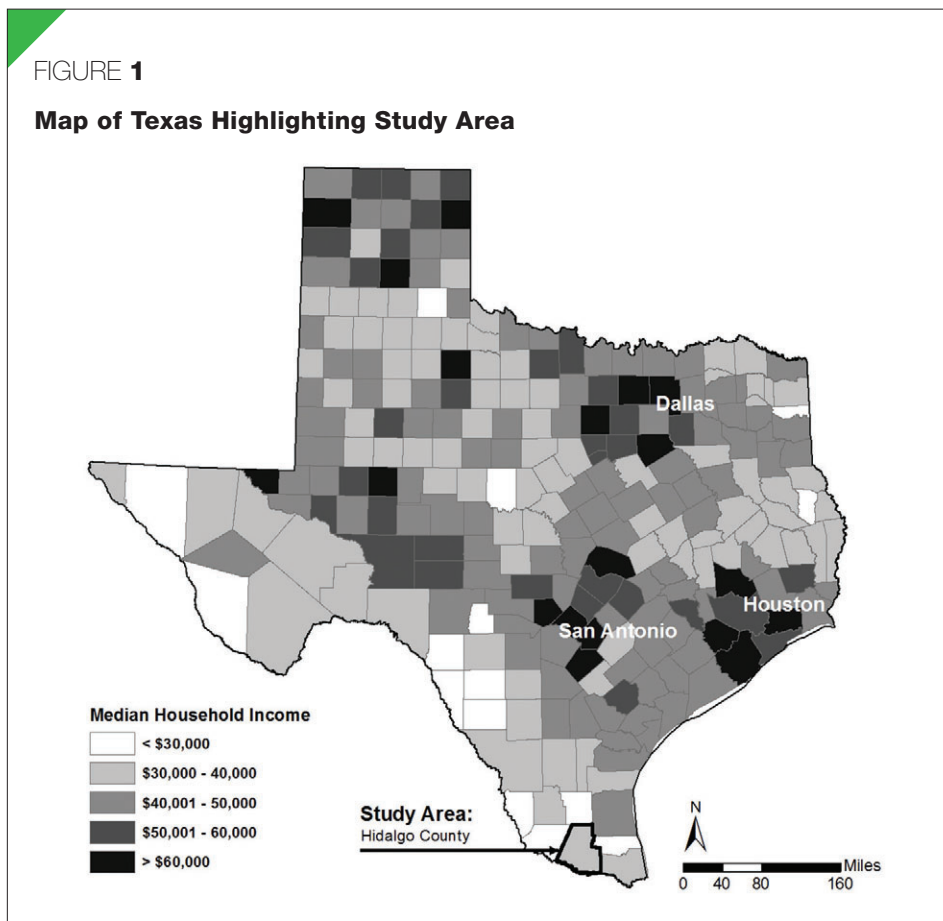 FIGURE 1
Map of Texas Highlighting Study Area
Dallas
Houston
San Antonio
Median Household Income
< $30,000
$30,000 - 40,000
$40,001 - 50,000
$50,001 - 60,000
> $60,000
Study Area:
Hidalgo County
N
Miles
0 40 80 160